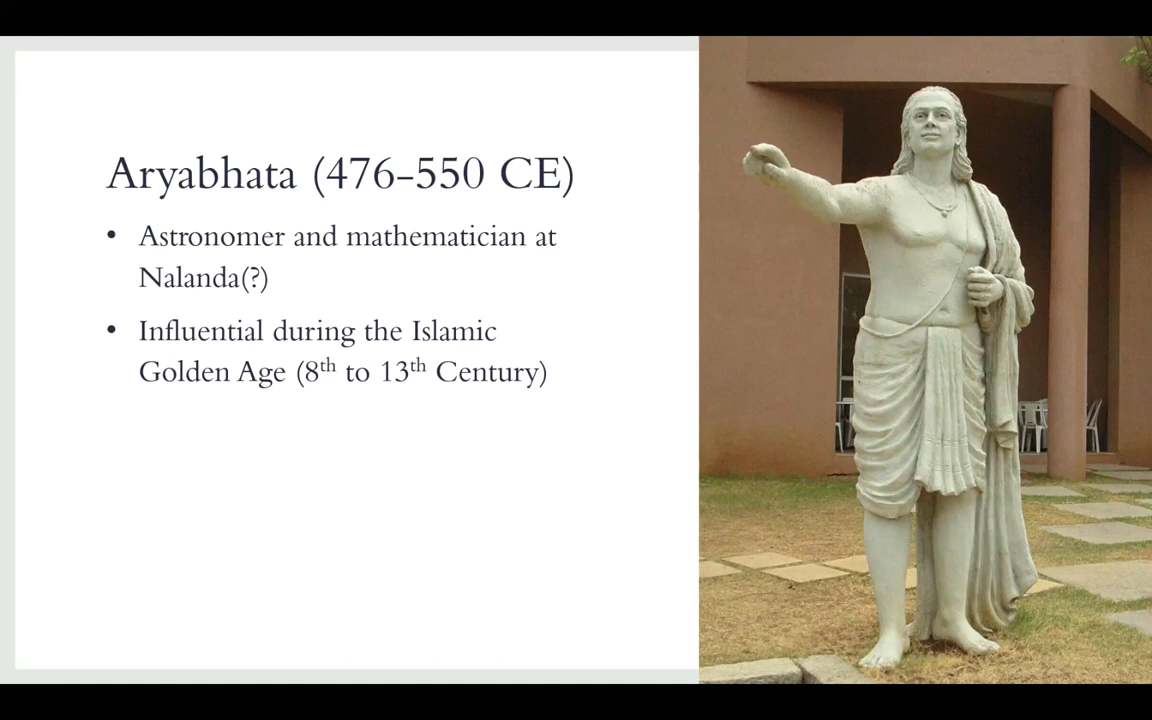 Aryabhata (476-550 CE)
• Astronomer and mathematician at
Nalanda(?)
• Influential during the Islamic
Golden Age (8th to 13th Century)